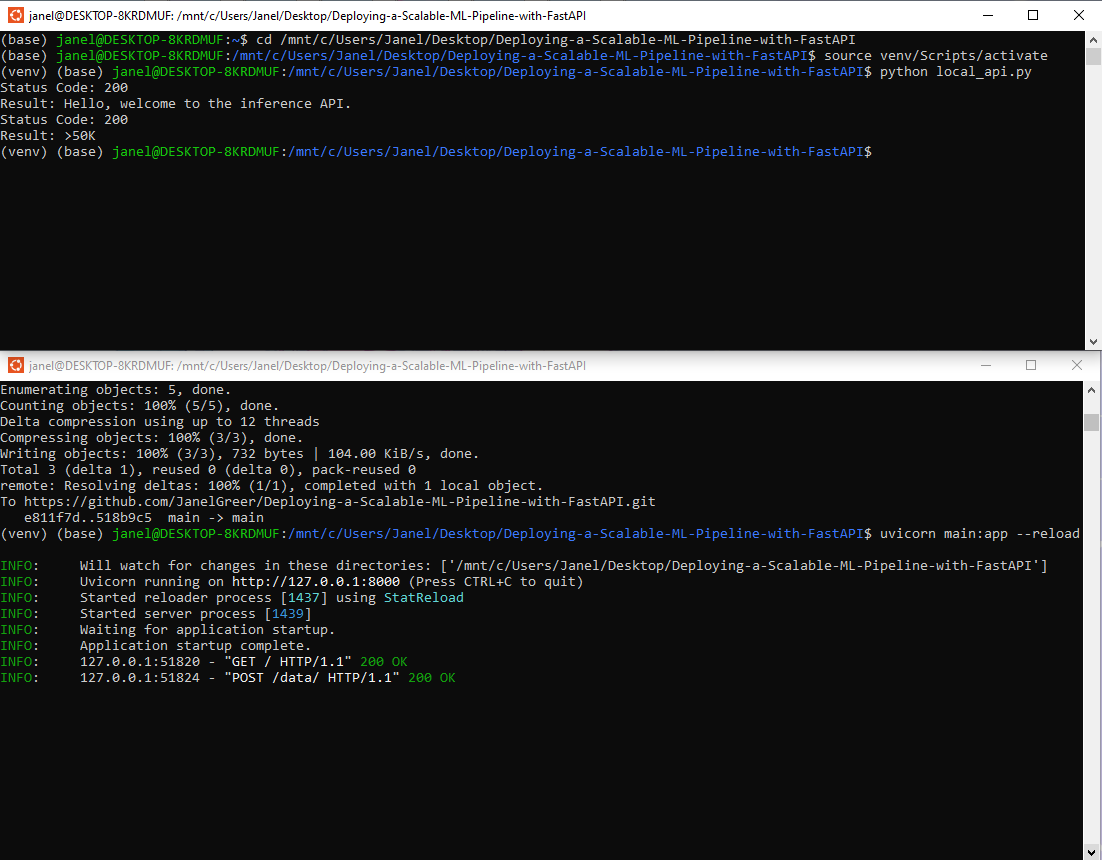 janel@DESKTOP-8KRDMUF: /mnt/c/Users/Janel/Desktop/Deploying-a-Scalable-ML-Pipeline-with-FastAPI
(base) janel@DESKTOP-8KRDMUF:~$ cd /mnt/c/Users/Janel/Desktop/Deploying-a-Scalable-ML-Pipeline-with-FastAPI
(base) janel@DESKTOP-8KRDMUF:/mnt/c/Users/Janel/Desktop/Deploying-a-Scalable-ML-Pipeline-with-FastAPI$ source venv/Scripts/activate
(venv) (base) janel@DESKTOP-8KRDMUF:/mnt/c/Users/Janel/Desktop/Deploying-a-Scalable-ML-Pipeline-with-FastAPI$ python local_api.py
Status Code: 200
Result: Hello, welcome to the inference API.
Status Code: 200
Result: >50K
(venv) (base) janel@DESKTOP-8KRDMUF:/mnt/c/Users/Janel/Desktop/Deploying-a-Scalable-ML-Pipeline-with-FastAPI$
janel@DESKTOP-8KRDMUF: /mnt/c/Users/Janel/Desktop/Deploying-a-Scalable-ML-Pipeline-with-FastAPI
Enumerating objects: 5, done.
Counting objects: 100% (5/5), done.
Delta compression using up to 12 threads
Compressing objects: 100% (3/3), done.
Writing objects: 100% (3/3), 732 bytes | 104.00 KiB/s, done.
Total 3 (delta 1), reused 0 (delta 0), pack-reused 0
remote: Resolving deltas: 100% (1/1), completed with 1 local object.
To https://github.com/JanelGreer/Deploying-a-Scalable-ML-Pipeline-with-FastAPI.git
   e811f7d..518b9c5  main -> main
(venv) (base) janel@DESKTOP-8KRDMUF:/mnt/c/Users/Janel/Desktop/Deploying-a-Scalable-ML-Pipeline-with-FastAPI$ uvicorn main:app --reload
INFO:     Will watch for changes in these directories: ['/mnt/c/Users/Janel/Desktop/Deploying-a-Scalable-ML-Pipeline-with-FastAPI']
INFO:     Uvicorn running on http://127.0.0.1:8000 (Press CTRL+C to quit)
INFO:     Started reloader process [1437] using StatReload
INFO:     Started server process [1439]
INFO:     Waiting for application startup.
INFO:     Application startup complete.
INFO:     127.0.0.1:51820 - "GET / HTTP/1.1" 200 OK
INFO:     127.0.0.1:51824 - "POST /data/ HTTP/1.1" 200 OK